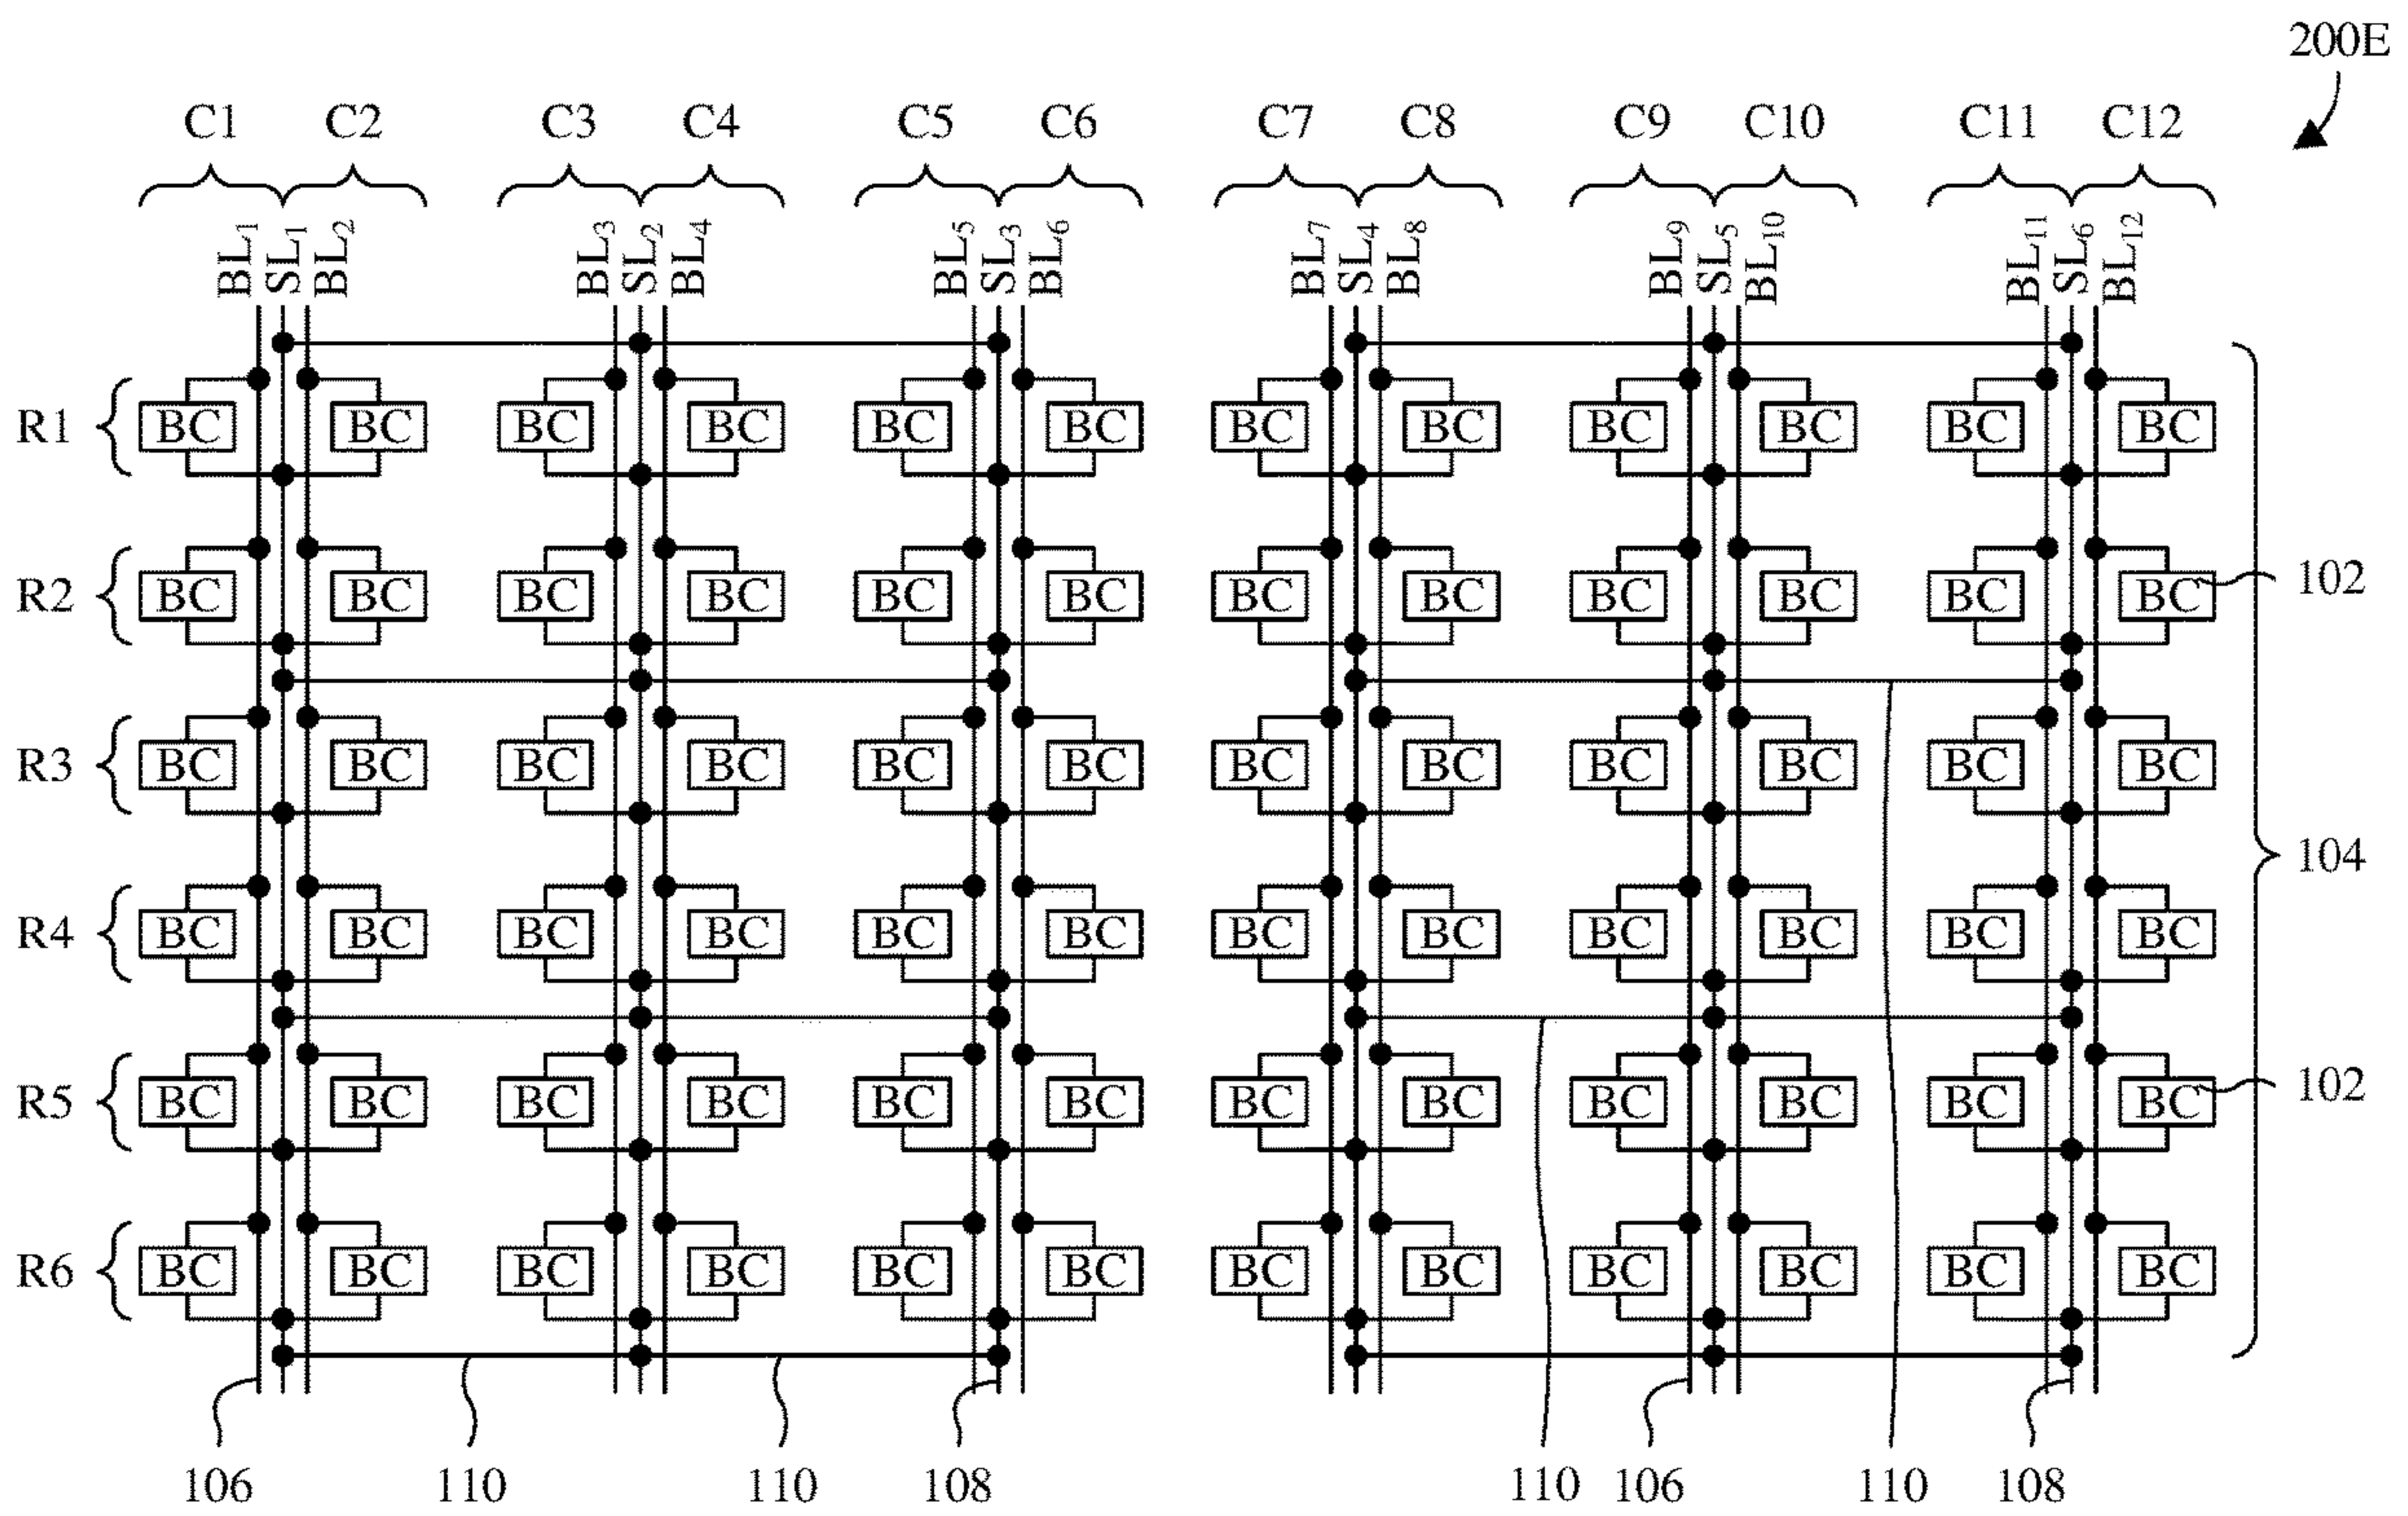 200E
C1 C2 C3 C4 C5 C6 C7 C8 C9 C10 C11 C12
BL1 SL1 BL2 BL3 SL2 BL4 BL5 SL3 BL6 BL7 SL4 BL8 BL9 SL5 BL10 BL11 SL6 BL12
R1 BC BC BC BC BC BC BC BC BC BC BC BC
R2 BC BC BC BC BC BC BC BC BC BC BC BC 102
R3 BC BC BC BC BC BC BC BC BC BC BC BC
104
R4 BC BC BC BC BC BC BC BC BC BC BC BC
R5 BC BC BC BC BC BC BC BC BC BC BC BC 102
R6 BC BC BC BC BC BC BC BC BC BC BC BC
106 110 110 108 110 106 110 108